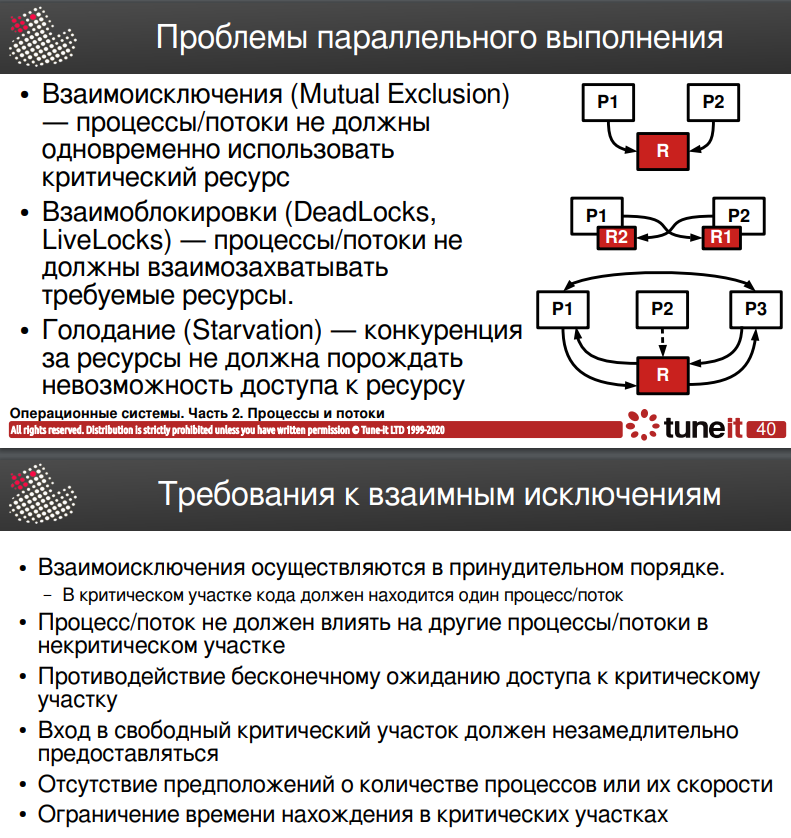 Проблемы параллельного выполнения
• Взаимоисключения (Mutual Exclusion)
— процессы/потоки не должны
одновременно использовать
критический ресурс
P1 P2
R
• Взаимоблокировки (DeadLocks,
LiveLocks) — процессы/потоки не
должны взаимозахватывать
требуемые ресурсы.
P1 P2
R2 R1
• Голодание (Starvation) — конкуренция
за ресурсы не должна порождать
невозможность доступа к ресурсу
P1 P2 P3
R
Операционные системы. Часть 2. Процессы и потоки
All rights reserved. Distribution is strictly prohibited unless you have written permission © Tune-it LTD 1999-2020
tuneit 40
Требования к взаимным исключениям
• Взаимоисключения осуществляются в принудительном порядке.
– В критическом участке кода должен находится один процесс/поток
• Процесс/поток не должен влиять на другие процессы/потоки в
некритическом участке
• Противодействие бесконечному ожиданию доступа к критическому
участку
• Вход в свободный критический участок должен незамедлительно
предоставляться
• Отсутствие предположений о количестве процессов или их скорости
• Ограничение времени нахождения в критических участках